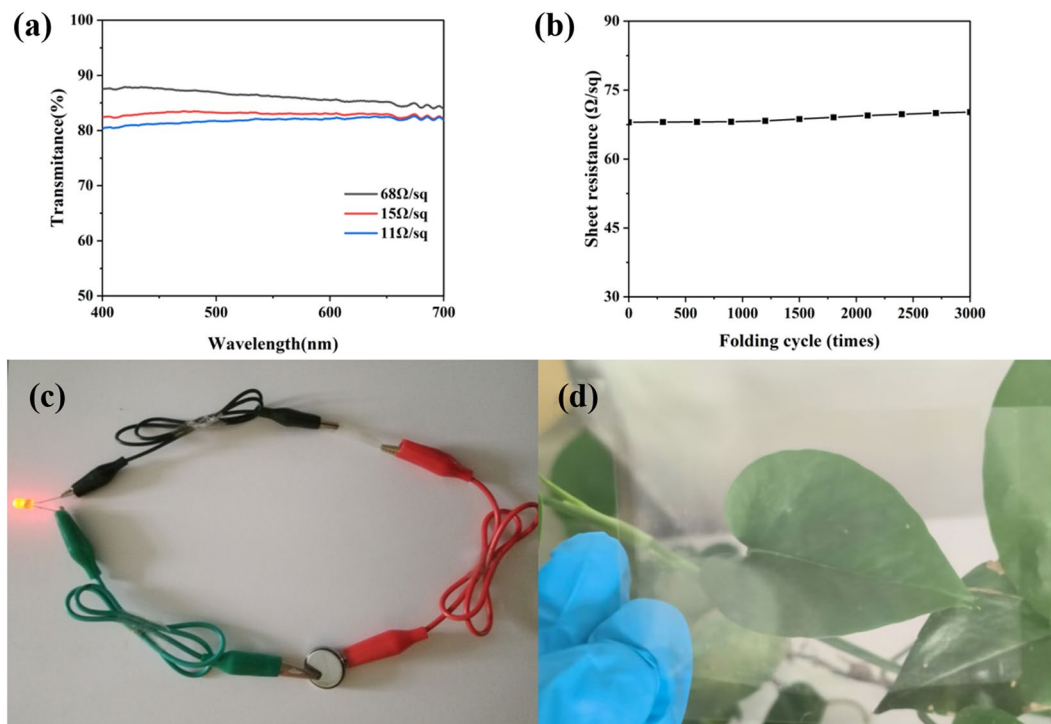 (a)
100
90
80
70
60
50
Transmitance(%)
400
500
600
700
Wavelength(nm)
68Ω/sq
15Ω/sq
11Ω/sq
(b)
90
75
60
45
30
Sheet resistance (Ω/sq)
0
500
1000
1500
2000
2500
3000
Folding cycle (times)
(c)
(d)